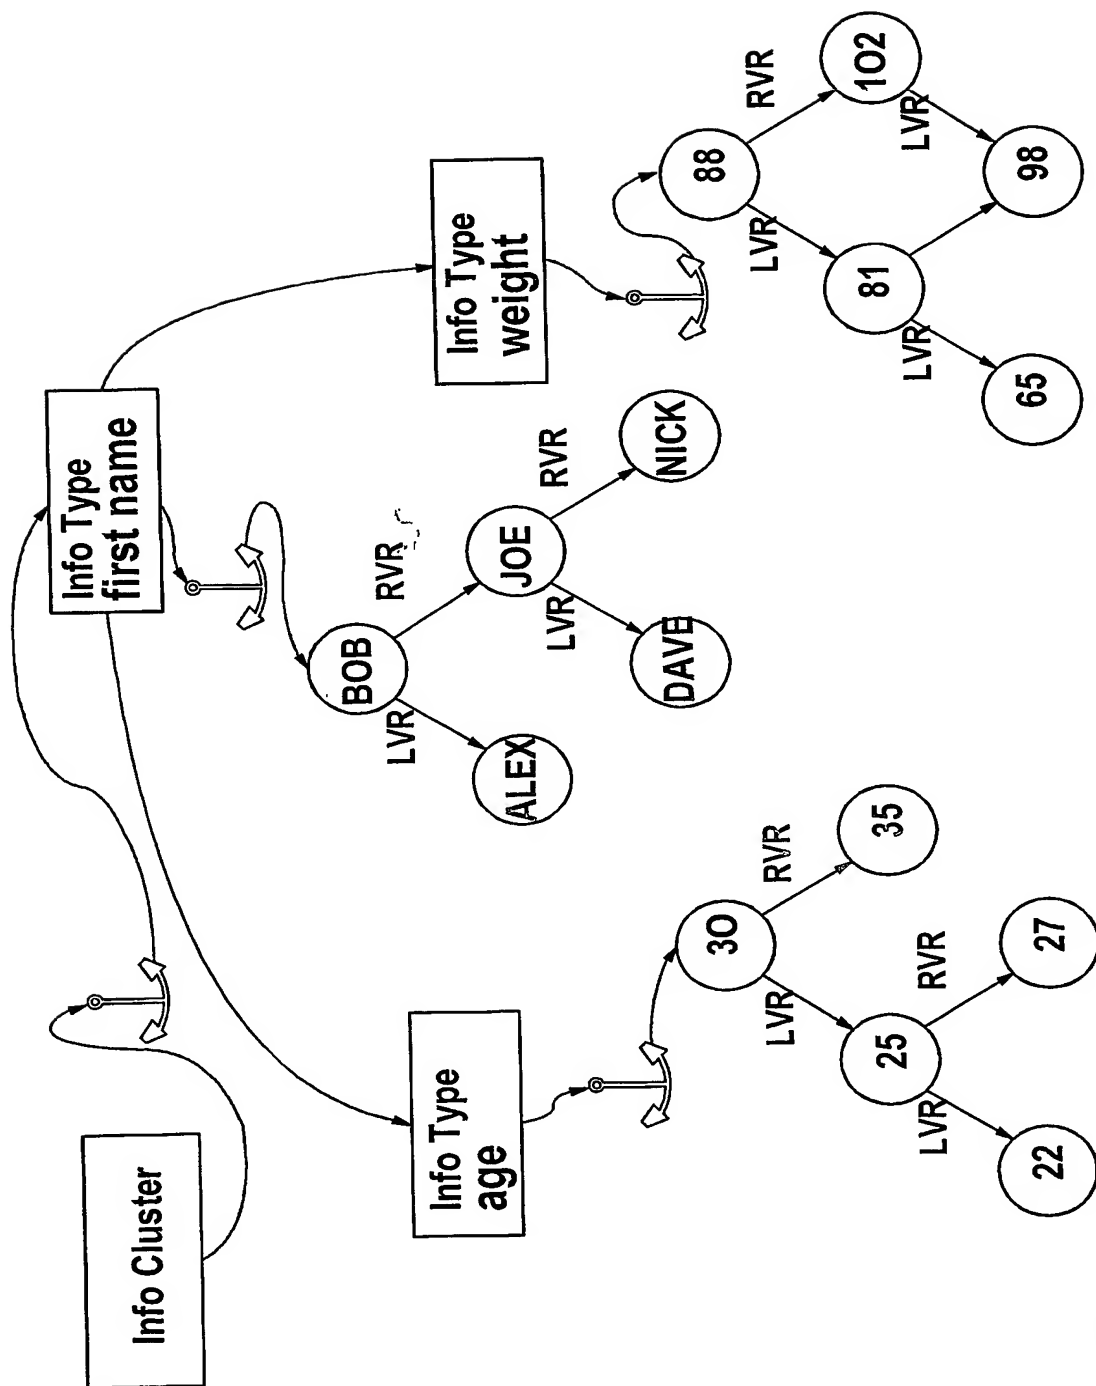 Info Cluster
Info Type
first name
Info Type
age
Info Type
weight
BOB
LVR
RVR
ALEX
JOE
LVR
RVR
DAVE
NICK
30
LVR
RVR
25
35
LVR
RVR
22
27
88
LVR
RVR
81
102
LVR
LVR
65
98